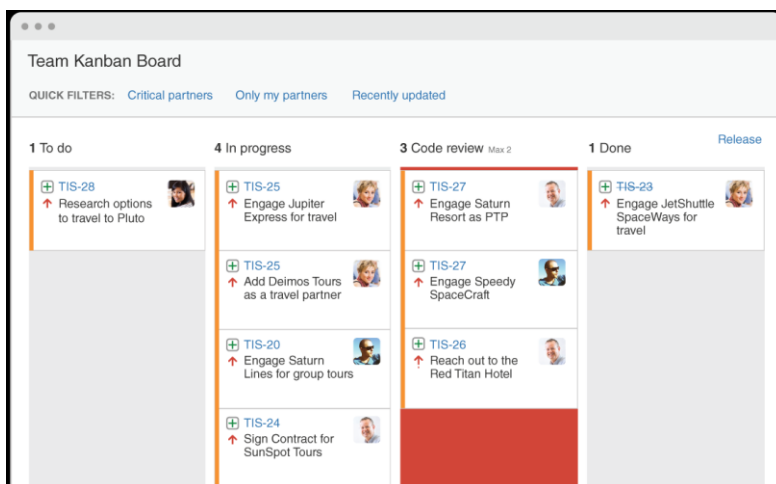 Team Kanban Board
QUICK FILTERS: Critical partners Only my partners Recently updated
Release
1 To do
TIS-28
Research options
to travel to Pluto
4 In progress
TIS-25
Engage Jupiter
Express for travel
TIS-25
Add Deimos Tours
as a travel partner
TIS-20
Engage Saturn
Lines for group tours
TIS-24
Sign Contract for
SunSpot Tours
3 Code review Max 2
TIS-27
Engage Saturn
Resort as PTP
TIS-27
Engage Speedy
SpaceCraft
TIS-26
Reach out to the
Red Titan Hotel
1 Done
TIS-23
Engage JetShuttle
SpaceWays for
travel